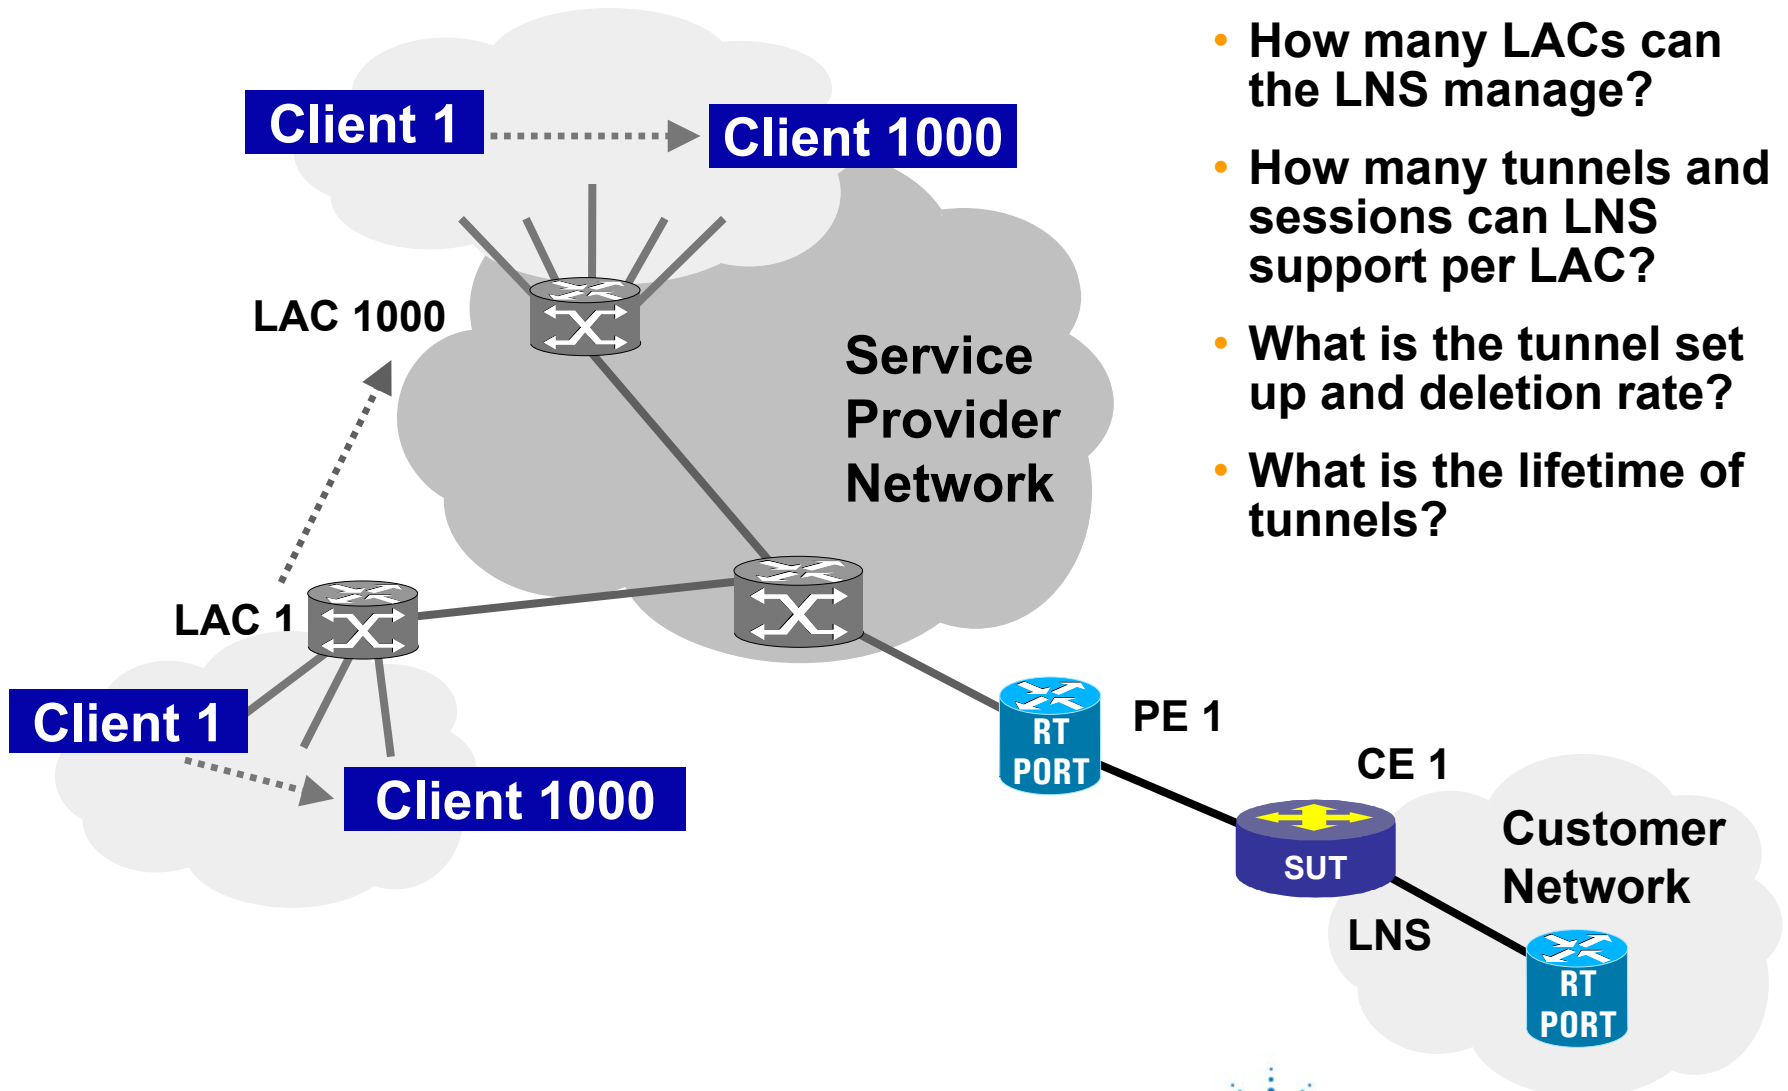 • How many LACs can
the LNS manage?
• How many tunnels and
sessions can LNS
support per LAC?
• What is the tunnel set
up and deletion rate?
• What is the lifetime of
tunnels?
Client 1
Client 1000
LAC 1000
Service
Provider
Network
LAC 1
Client 1
Client 1000
RT
PORT
PE 1
CE 1
SUT
LNS
Customer
Network
RT
PORT